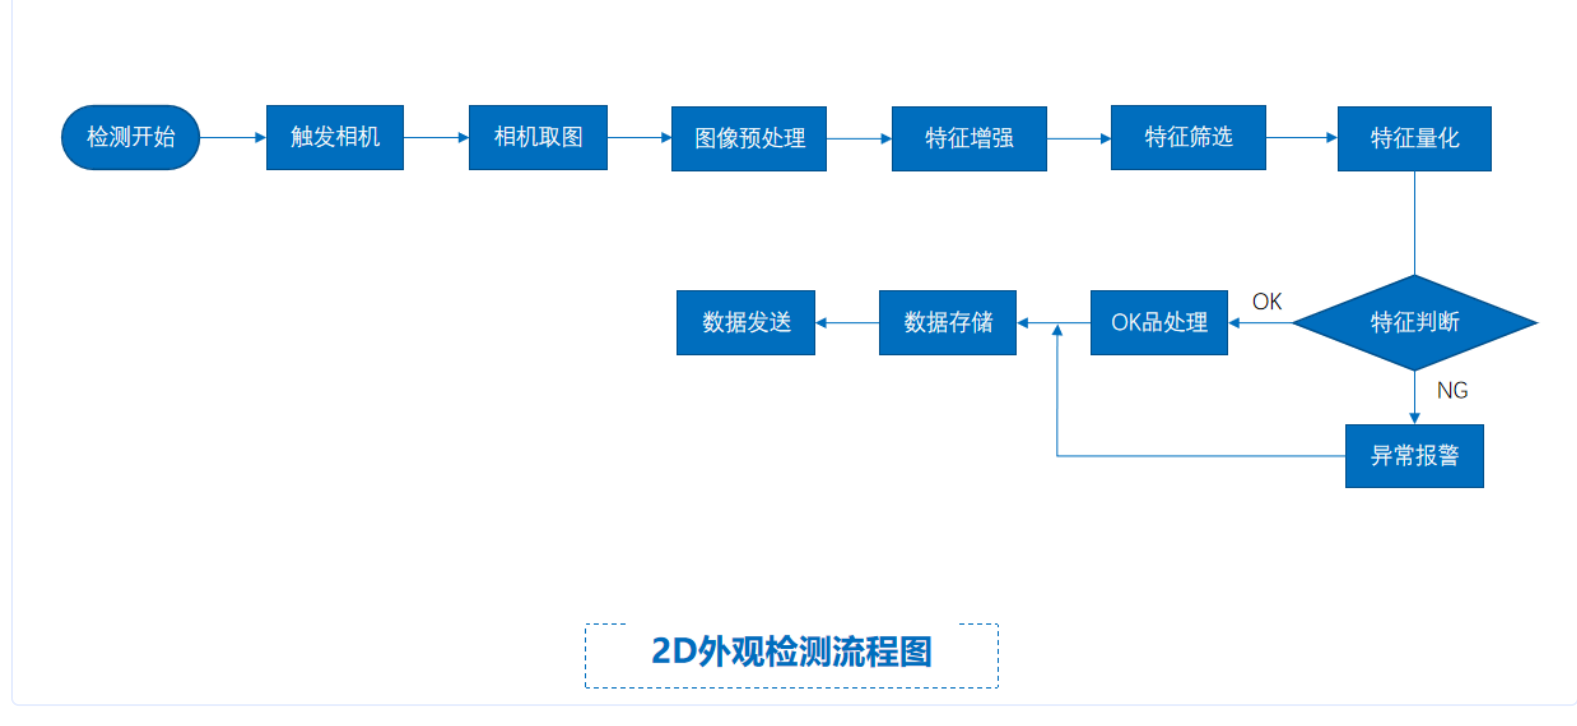 检测开始
触发相机
相机取图
图像预处理
特征增强
特征筛选
特征量化
数据发送
数据存储
OK品处理
OK
特征判断
NG
异常报警
2D外观检测流程图